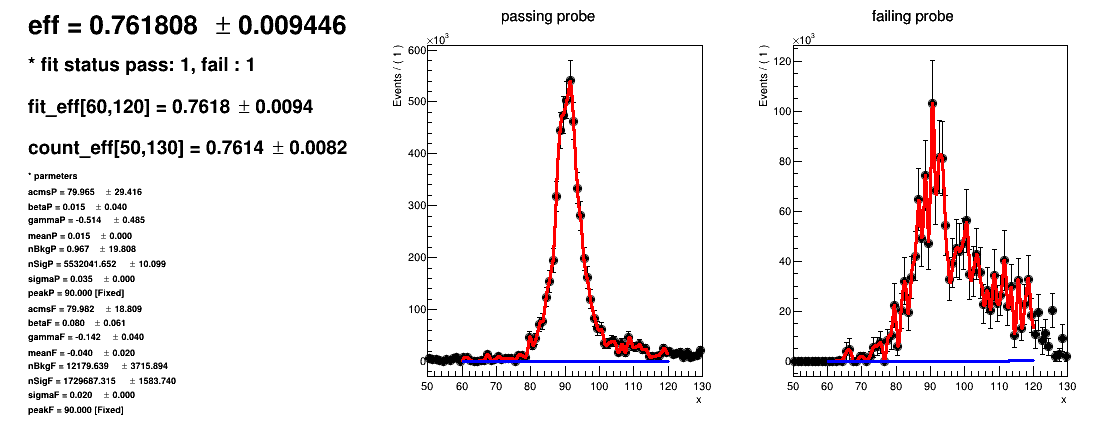 eff = 0.761808 ± 0.009446
* fit status pass: 1, fail : 1
fit_eff[60,120] = 0.7618 ± 0.0094
count_eff[50,130] = 0.7614 ± 0.0082
* parmeters
acmsP = 79.965 ± 29.416
betaP = 0.015 ± 0.040
gammaP = -0.514 ± 0.485
meanP = 0.015 ± 0.000
nBkgP = 0.967 ± 19.808
nSigP = 5532041.652 ± 10.099
sigmaP = 0.035 ± 0.000
peakP = 90.000 [Fixed]
acmsF = 79.982 ± 18.809
betaF = 0.080 ± 0.061
gammaF = -0.142 ± 0.040
meanF = -0.040 ± 0.020
nBkgF = 12179.639 ± 3715.894
nSigF = 1729687.315 ± 1583.740
sigmaF = 0.020 ± 0.000
peakF = 90.000 [Fixed]
passing probe
×10³
Events / ( 1 )
600
500
400
300
200
100
0
50 60 70 80 90 100 110 120 130
x
failing probe
×10³
Events / ( 1 )
120
100
80
60
40
20
0
50 60 70 80 90 100 110 120 130
x